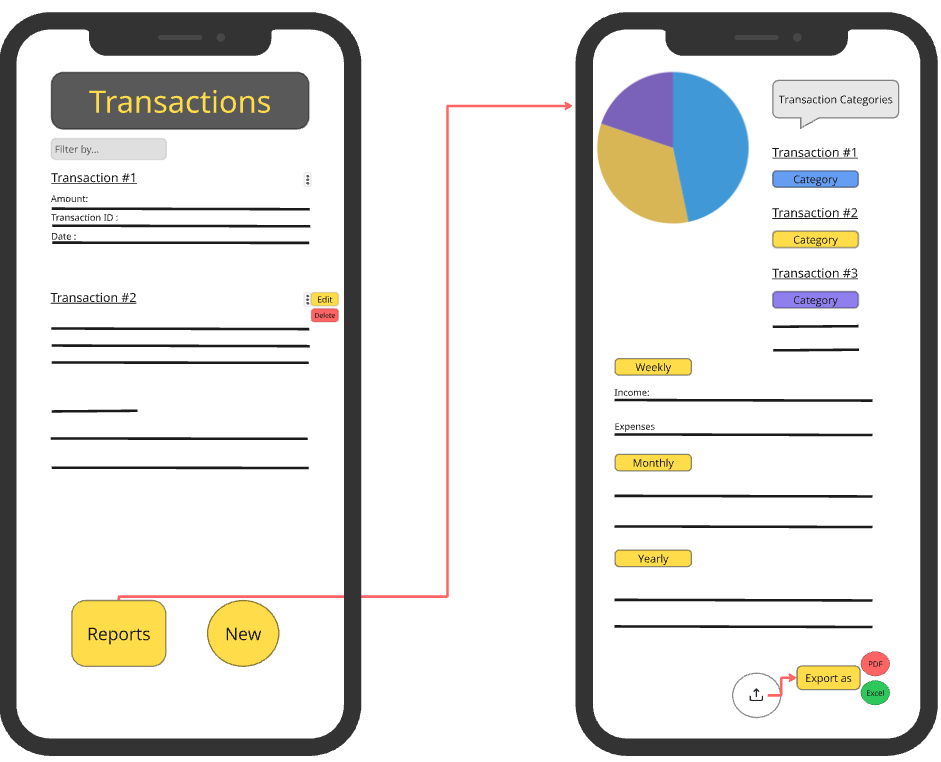 Transactions
Filter by...
Transaction #1
Amount:
Transaction ID :
Date :
Transaction #2
Edit
Delete
Reports
New
Transaction Categories
Transaction #1
Category
Transaction #2
Category
Transaction #3
Category
Weekly
Income:
Expenses
Monthly
Yearly
Export as
PDF
Excel